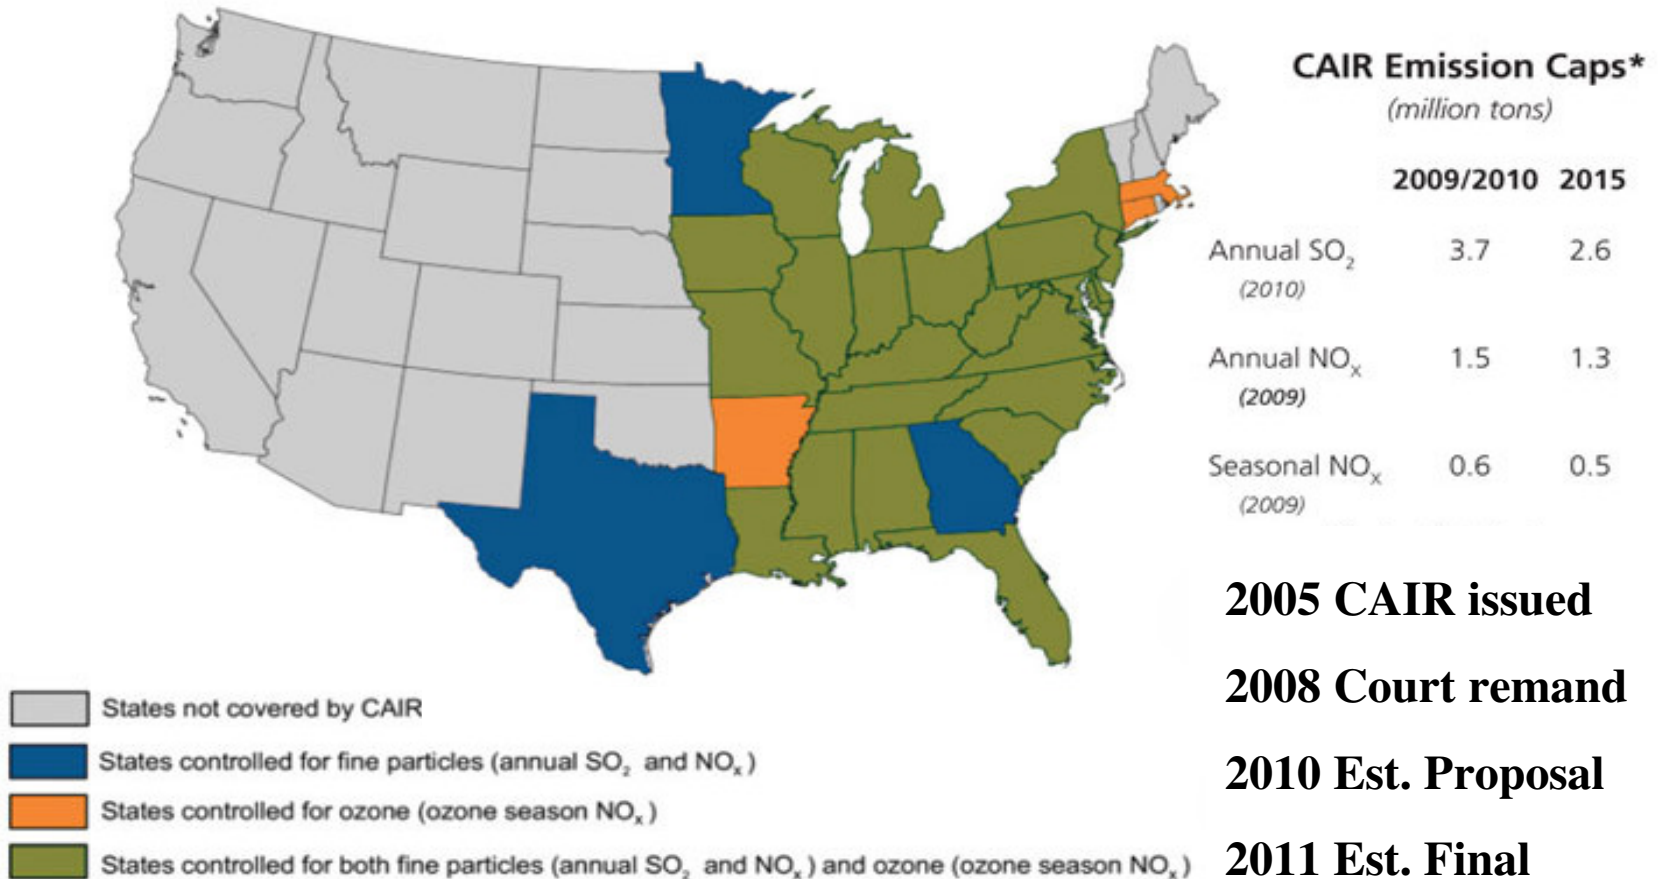 CAIR Emission Caps*
(million tons)
2009/2010 2015
Annual SO₂ 3.7 2.6
(2010)
Annual NOₓ 1.5 1.3
(2009)
Seasonal NOₓ 0.6 0.5
(2009)
2005 CAIR issued
2008 Court remand
2010 Est. Proposal
2011 Est. Final
States not covered by CAIR
States controlled for fine particles (annual SO₂ and NOₓ)
States controlled for ozone (ozone season NOₓ)
States controlled for both fine particles (annual SO₂ and NOₓ) and ozone (ozone season NOₓ)